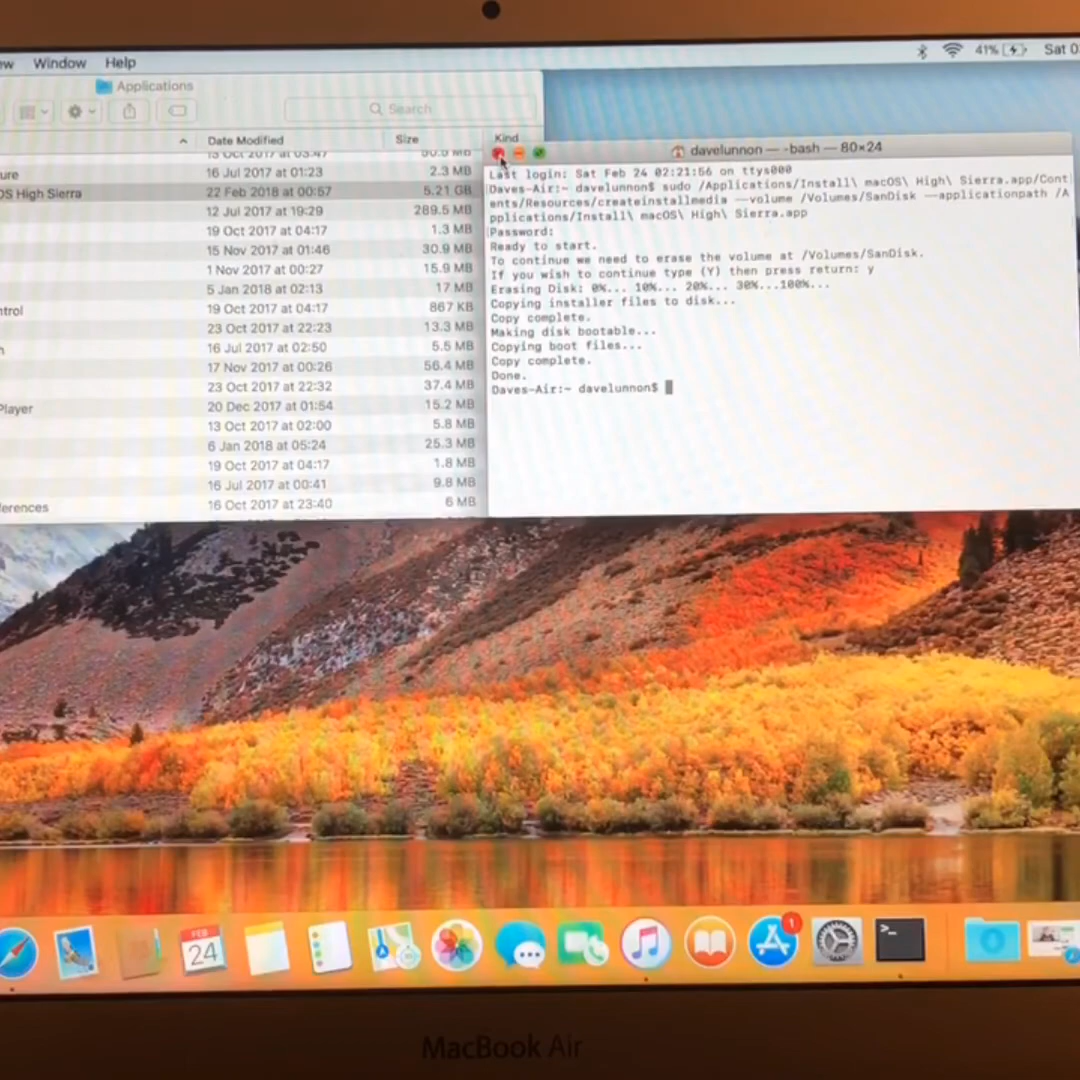 ew Window Help 41% Sat 0
Applications
Search
Date Modified Size Kind
13 Oct 2017 at 03:47
ure 16 Jul 2017 at 01:23 2.3 MB
OS High Sierra 22 Feb 2018 at 00:57 5.21 GB
12 Jul 2017 at 19:29 289.5 MB
19 Oct 2017 at 04:17 1.3 MB
15 Nov 2017 at 01:46 30.9 MB
1 Nov 2017 at 00:27 15.9 MB
5 Jan 2018 at 02:13 17 MB
ntrol 19 Oct 2017 at 04:17 867 KB
23 Oct 2017 at 22:23 13.3 MB
h 16 Jul 2017 at 02:50 5.5 MB
17 Nov 2017 at 00:26 56.4 MB
23 Oct 2017 at 22:32 37.4 MB
Player 20 Dec 2017 at 01:54 15.2 MB
13 Oct 2017 at 02:00 5.8 MB
6 Jan 2018 at 05:24 25.3 MB
19 Oct 2017 at 04:17 1.8 MB
16 Jul 2017 at 00:41 9.8 MB
ferences 16 Oct 2017 at 23:40 6 MB
davelunnon — -bash — 80×24
Last login: Sat Feb 24 02:21:56 on ttys000
Daves-Air:~ davelunnon$ sudo /Applications/Install\ macOS\ High\ Sierra.app/Cont
ents/Resources/createinstallmedia --volume /Volumes/SanDisk --applicationpath /A
pplications/Install\ macOS\ High\ Sierra.app
Password:
Ready to start.
To continue we need to erase the volume at /Volumes/SanDisk.
If you wish to continue type (Y) then press return: y
Erasing Disk: 0%... 10%... 20%... 30%...100%...
Copying installer files to disk...
Copy complete.
Making disk bootable...
Copying boot files...
Copy complete.
Done.
Daves-Air:~ davelunnon$
FEB
24
1
>_
MacBook Air